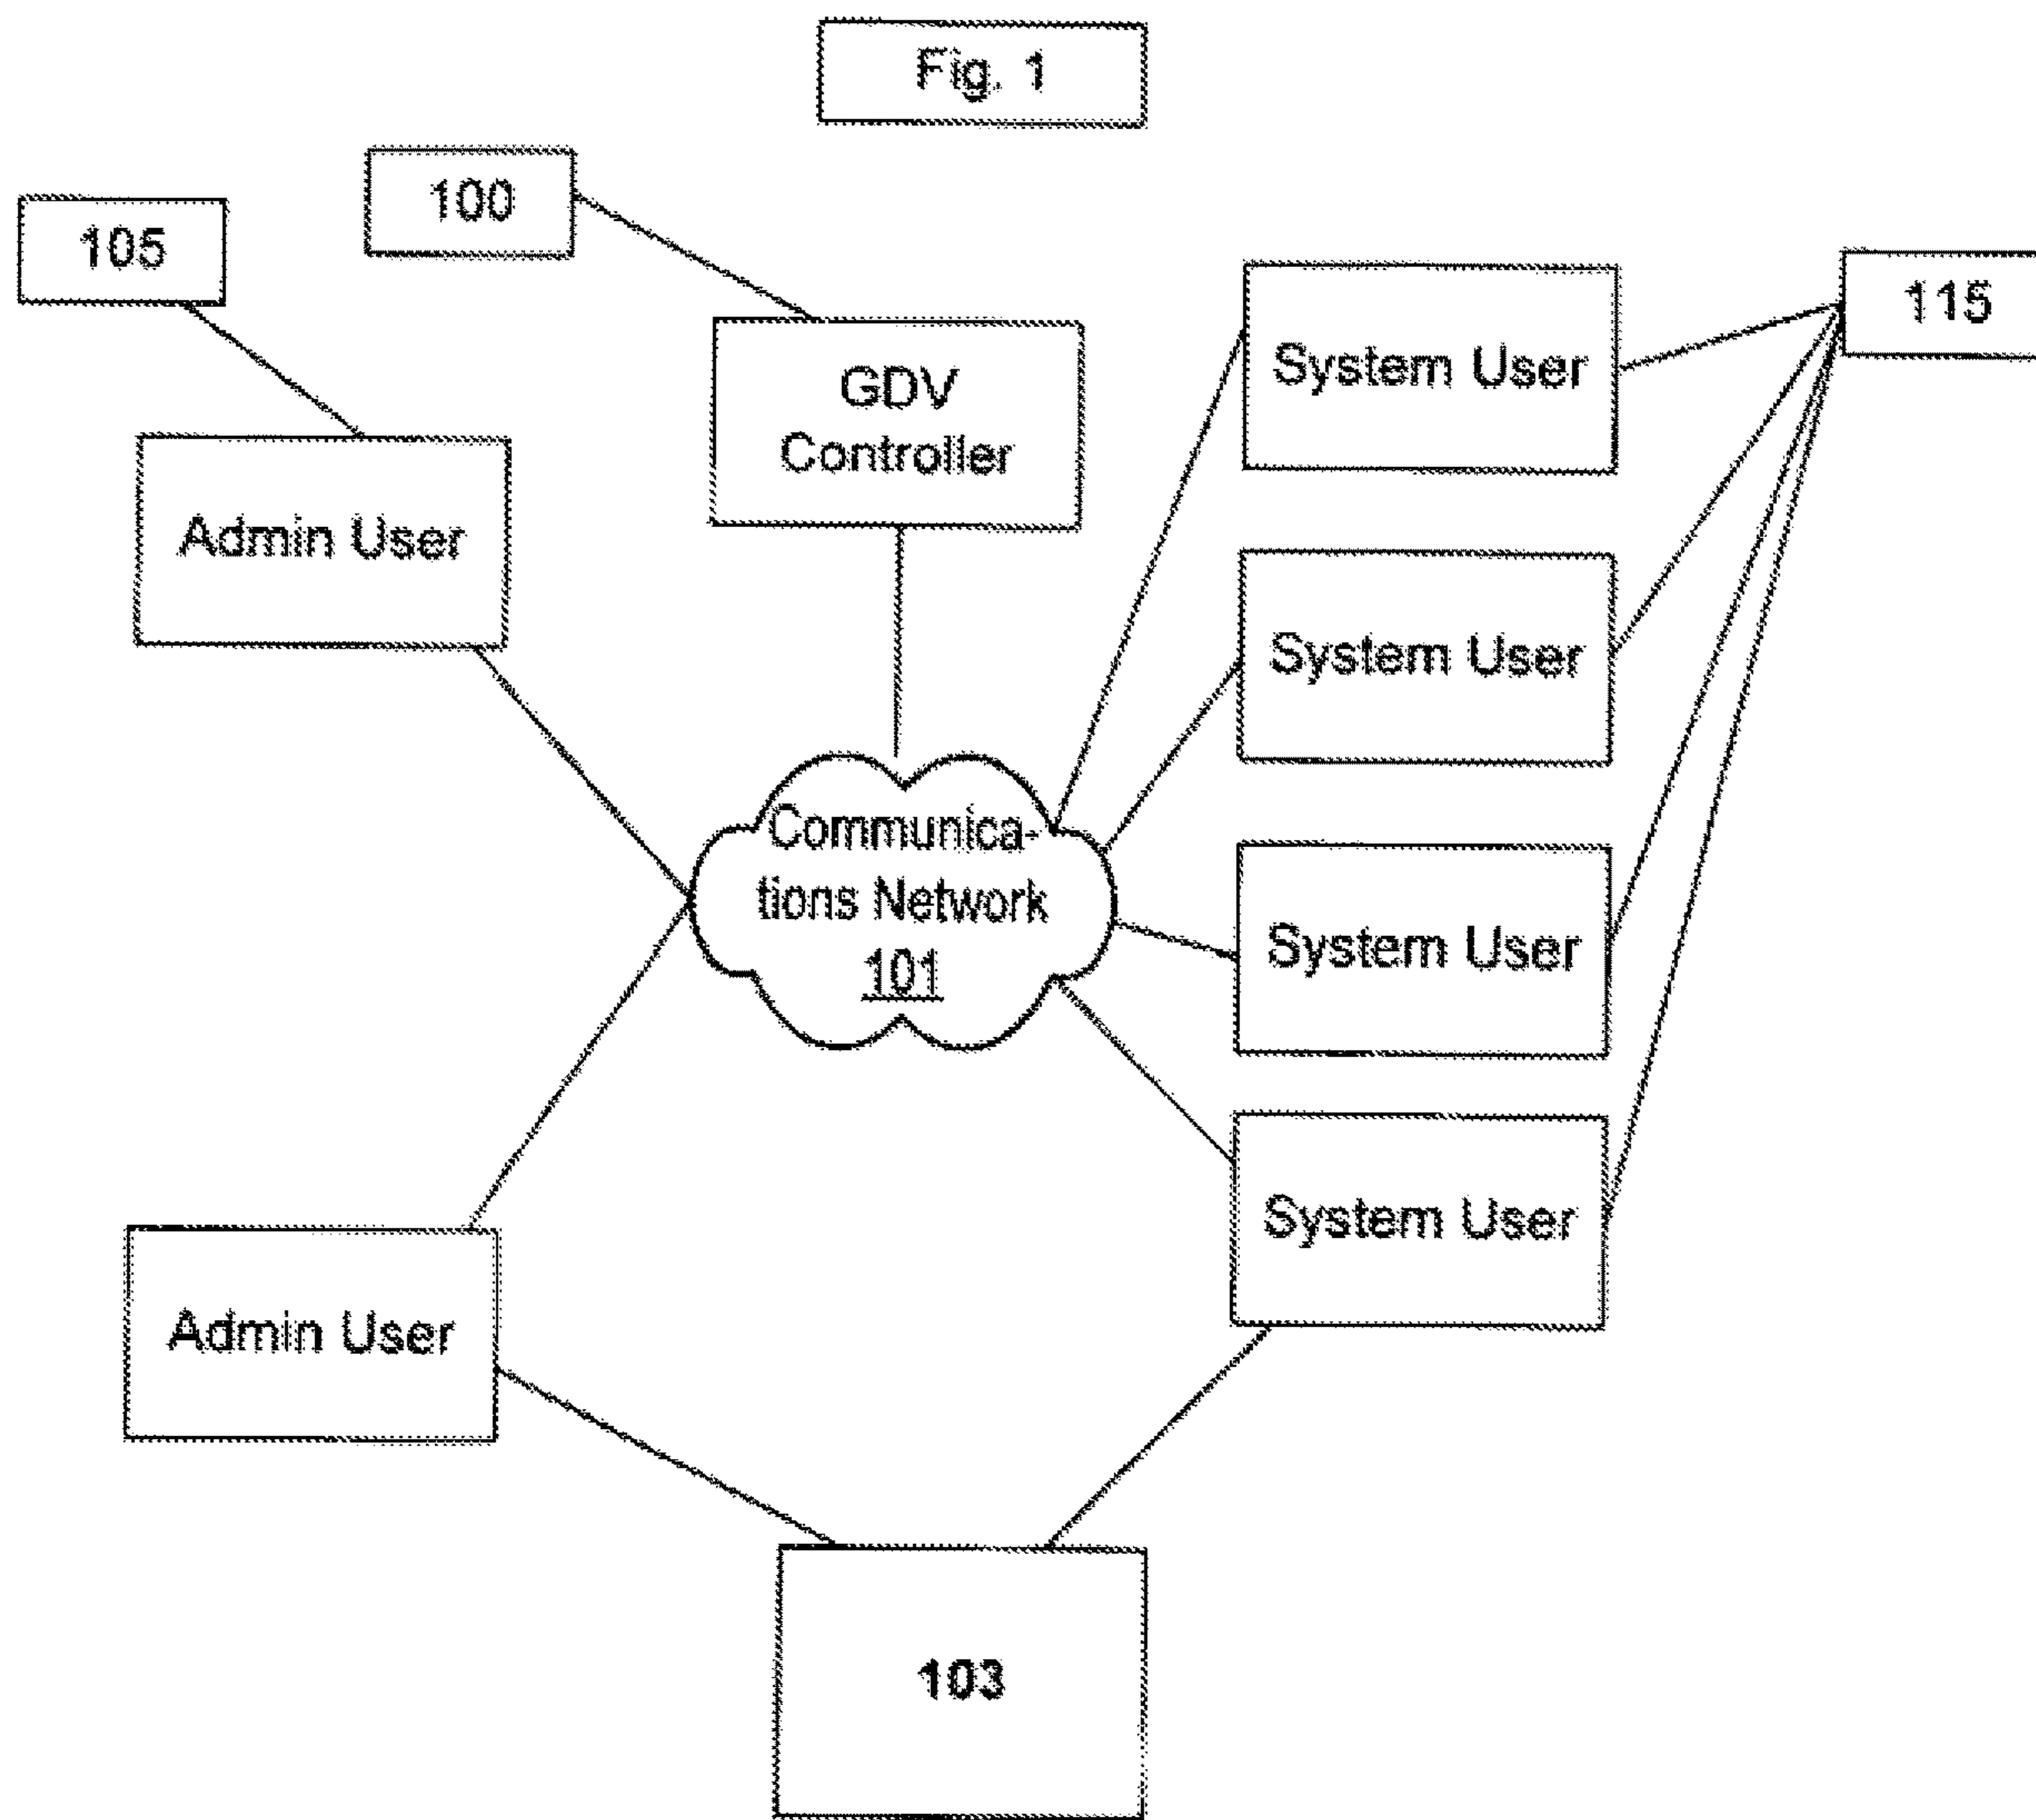 Fig. 1
100
105
115
GDV
Controller
System User
Admin User
System User
Communica-
tions Network
101
System User
System User
Admin User
103